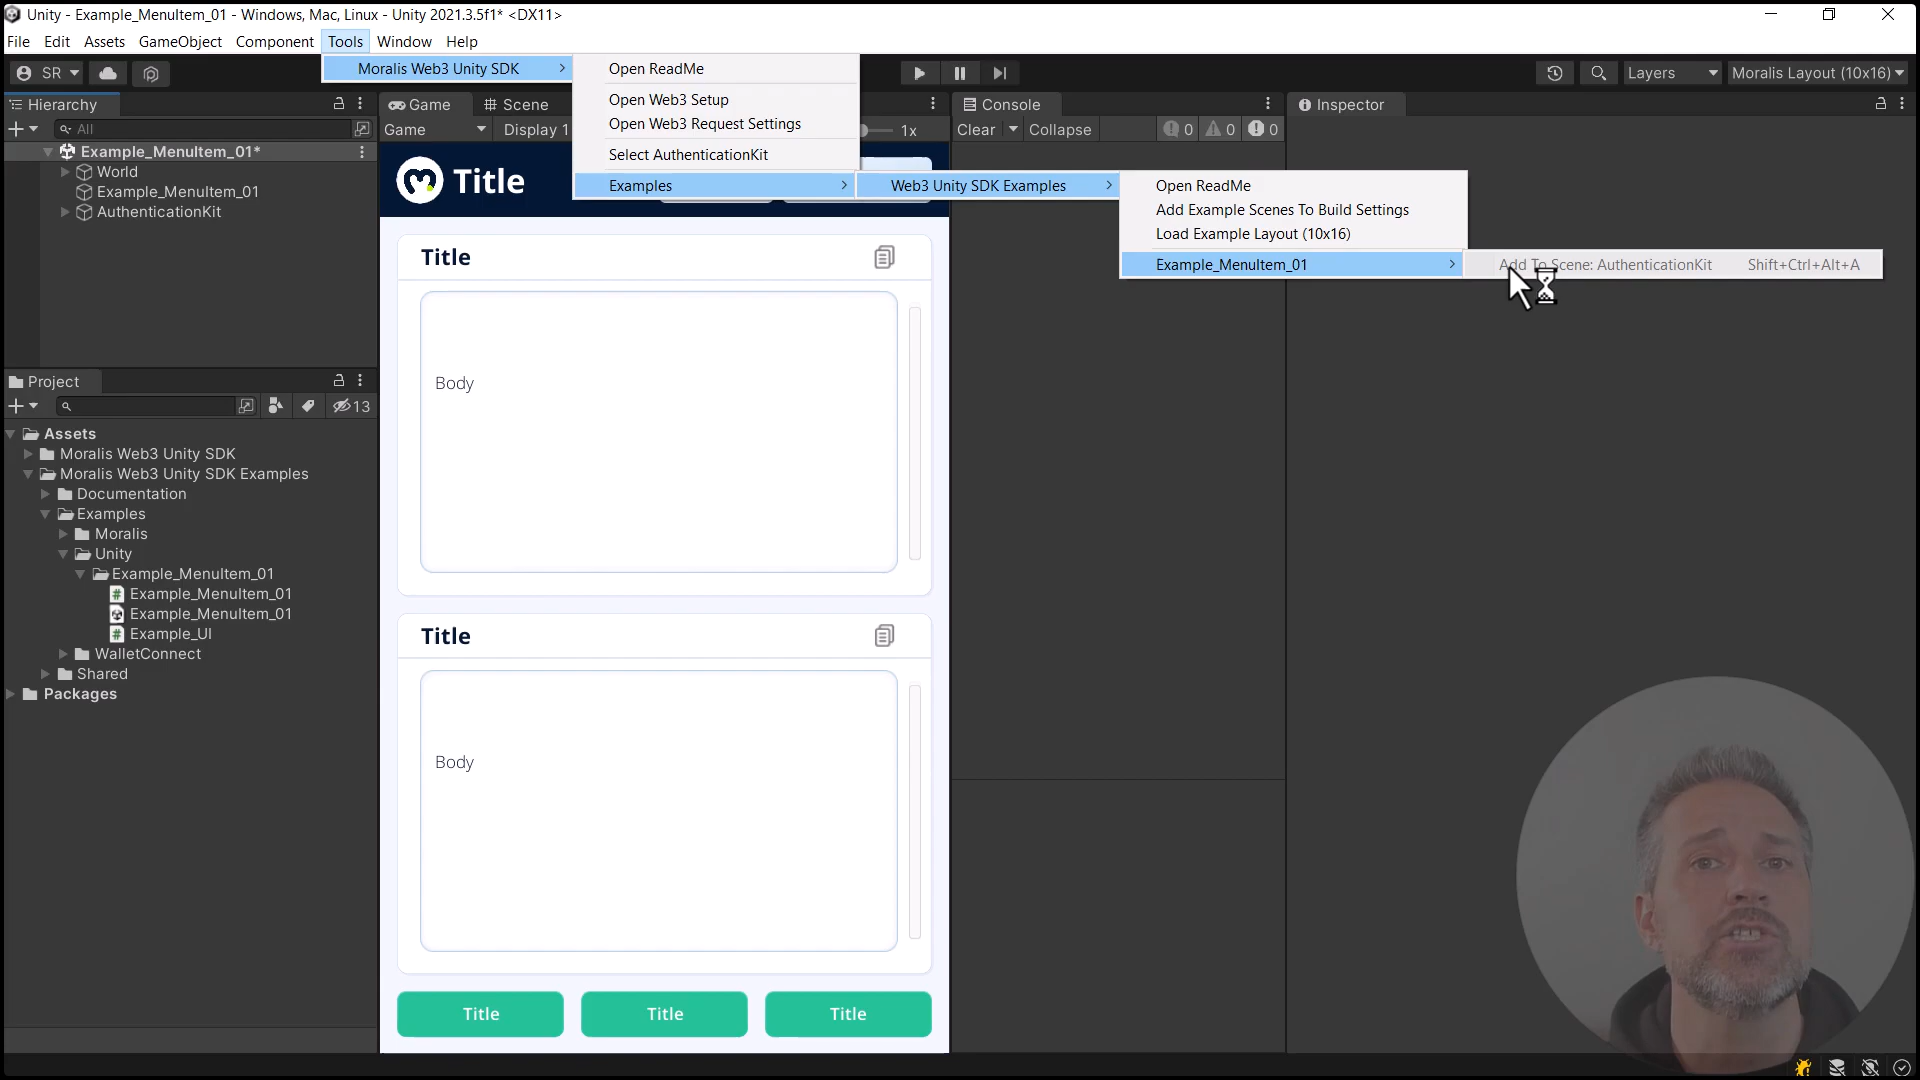 Unity - Example_MenuItem_01 - Windows, Mac, Linux - Unity 2021.3.5f1* <DX11>
File Edit Assets GameObject Component Tools Window Help
SR
Layers
Moralis Layout (10x16)
Moralis Web3 Unity SDK
Open ReadMe
Open Web3 Setup
Open Web3 Request Settings
Select AuthenticationKit
Examples
Web3 Unity SDK Examples
Open ReadMe
Add Example Scenes To Build Settings
Load Example Layout (10x16)
Example_MenuItem_01
Add To Scene: AuthenticationKit Shift+Ctrl+Alt+A
Hierarchy
All
Example_MenuItem_01*
World
Example_MenuItem_01
AuthenticationKit
Game
Scene
Game
Display 1
1x
Console
Clear
Collapse
0
0
0
Inspector
Title
Title
Body
Title
Body
Title
Title
Title
Project
13
Assets
Moralis Web3 Unity SDK
Moralis Web3 Unity SDK Examples
Documentation
Examples
Moralis
Unity
Example_MenuItem_01
Example_MenuItem_01
Example_MenuItem_01
Example_UI
WalletConnect
Shared
Packages